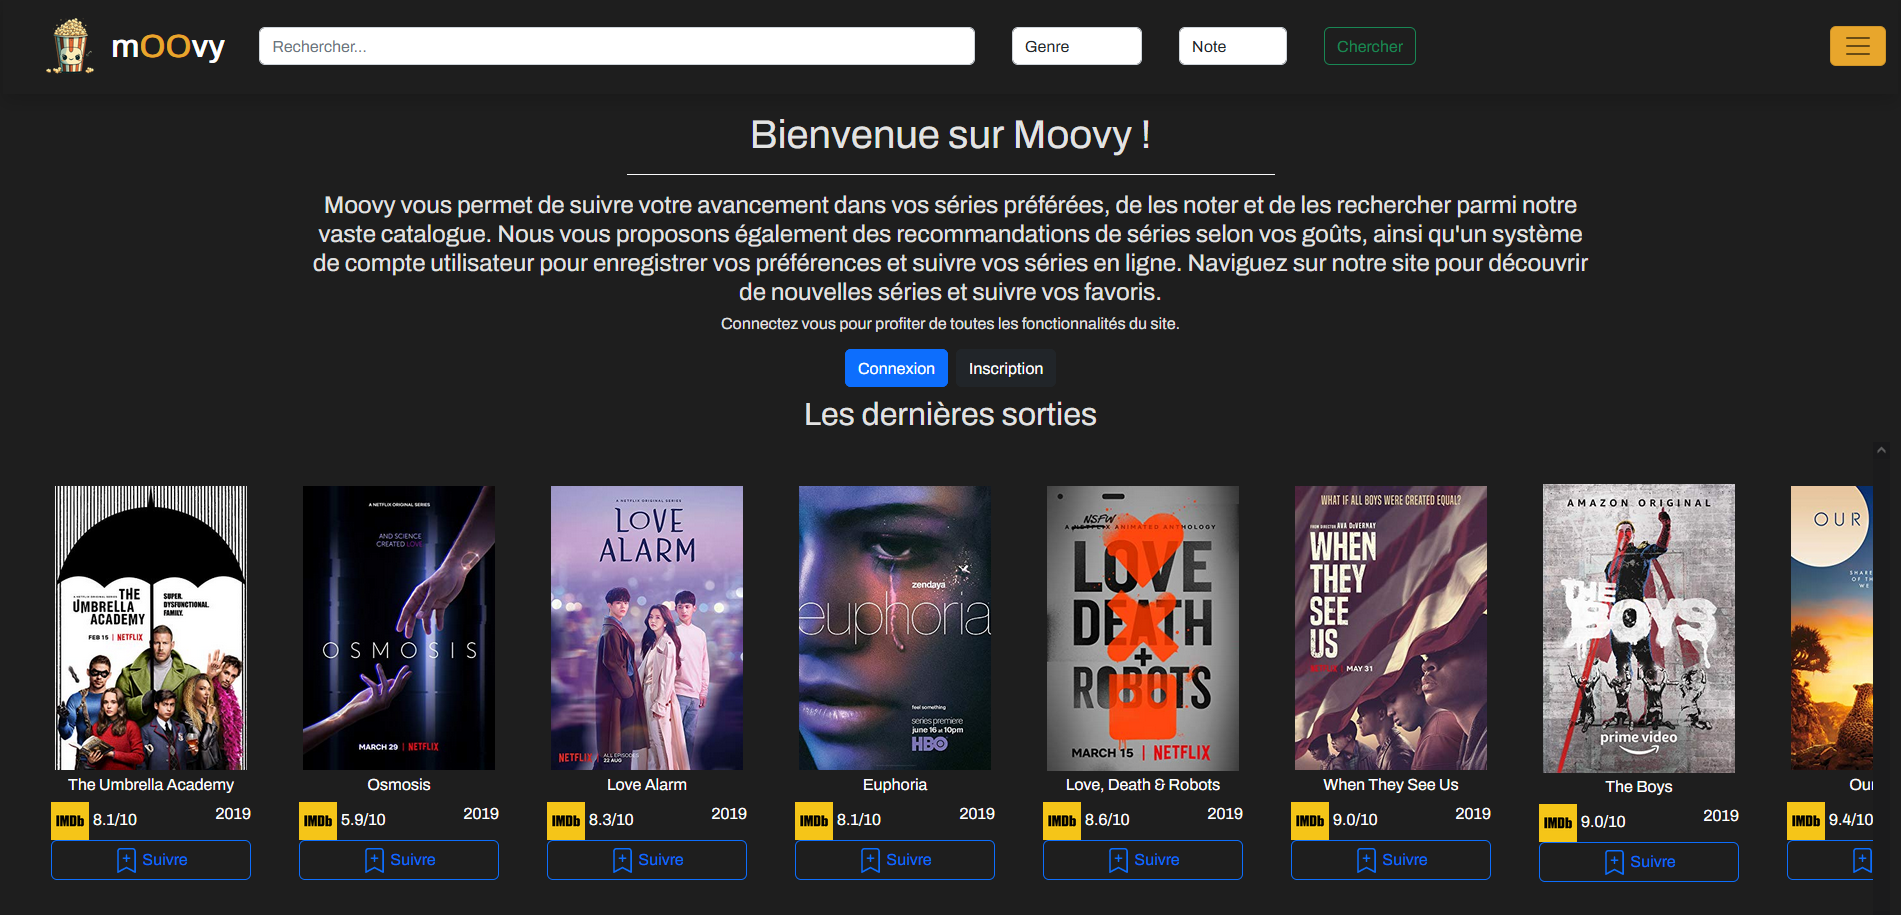 mOOvy
Rechercher...
Genre
Note
Chercher
Bienvenue sur Moovy !
Moovy vous permet de suivre votre avancement dans vos séries préférées, de les noter et de les rechercher parmi notre
vaste catalogue. Nous vous proposons également des recommandations de séries selon vos goûts, ainsi qu'un système
de compte utilisateur pour enregistrer vos préférences et suivre vos séries en ligne. Naviguez sur notre site pour découvrir
de nouvelles séries et suivre vos favoris.
Connectez vous pour profiter de toutes les fonctionnalités du site.
Connexion
Inscription
Les dernières sorties
A NETFLIX ORIGINAL SERIES
THE
UMBRELLA
ACADEMY
SUPER.
DYSFUNCTIONAL.
FAMILY.
FEB 15 | NETFLIX
The Umbrella Academy
IMDb 8.1/10
2019
Suivre
A NETFLIX ORIGINAL SERIES
AND SCIENCE
CREATED LOVE
OSMOSIS
MARCH 29 | NETFLIX
Osmosis
IMDb 5.9/10
2019
Suivre
A NETFLIX ORIGINAL SERIES
LOVE
ALARM
NETFLIX
ALL EPISODES
22 AUG
Love Alarm
IMDb 8.3/10
2019
Suivre
zendaya
euphoria
feel something
series premiere
june 16 at 10pm
HBO
Euphoria
IMDb 8.1/10
2019
Suivre
NSFW
A NETFLIX ANIMATED ANTHOLOGY
LOVE
DEATH
+
ROBOTS
MARCH 15 | NETFLIX
Love, Death & Robots
IMDb 8.6/10
2019
Suivre
WHAT IF ALL BOYS WERE CREATED EQUAL?
FROM DIRECTOR AVA DUVERNAY
WHEN
THEY
SEE
US
NETFLIX | MAY 31
When They See Us
IMDb 9.0/10
2019
Suivre
AMAZON ORIGINAL
THE
BOYS
prime video
The Boys
IMDb 9.0/10
2019
Suivre
OUR
SHARE
OF TH
WE
Our
IMDb 9.4/10